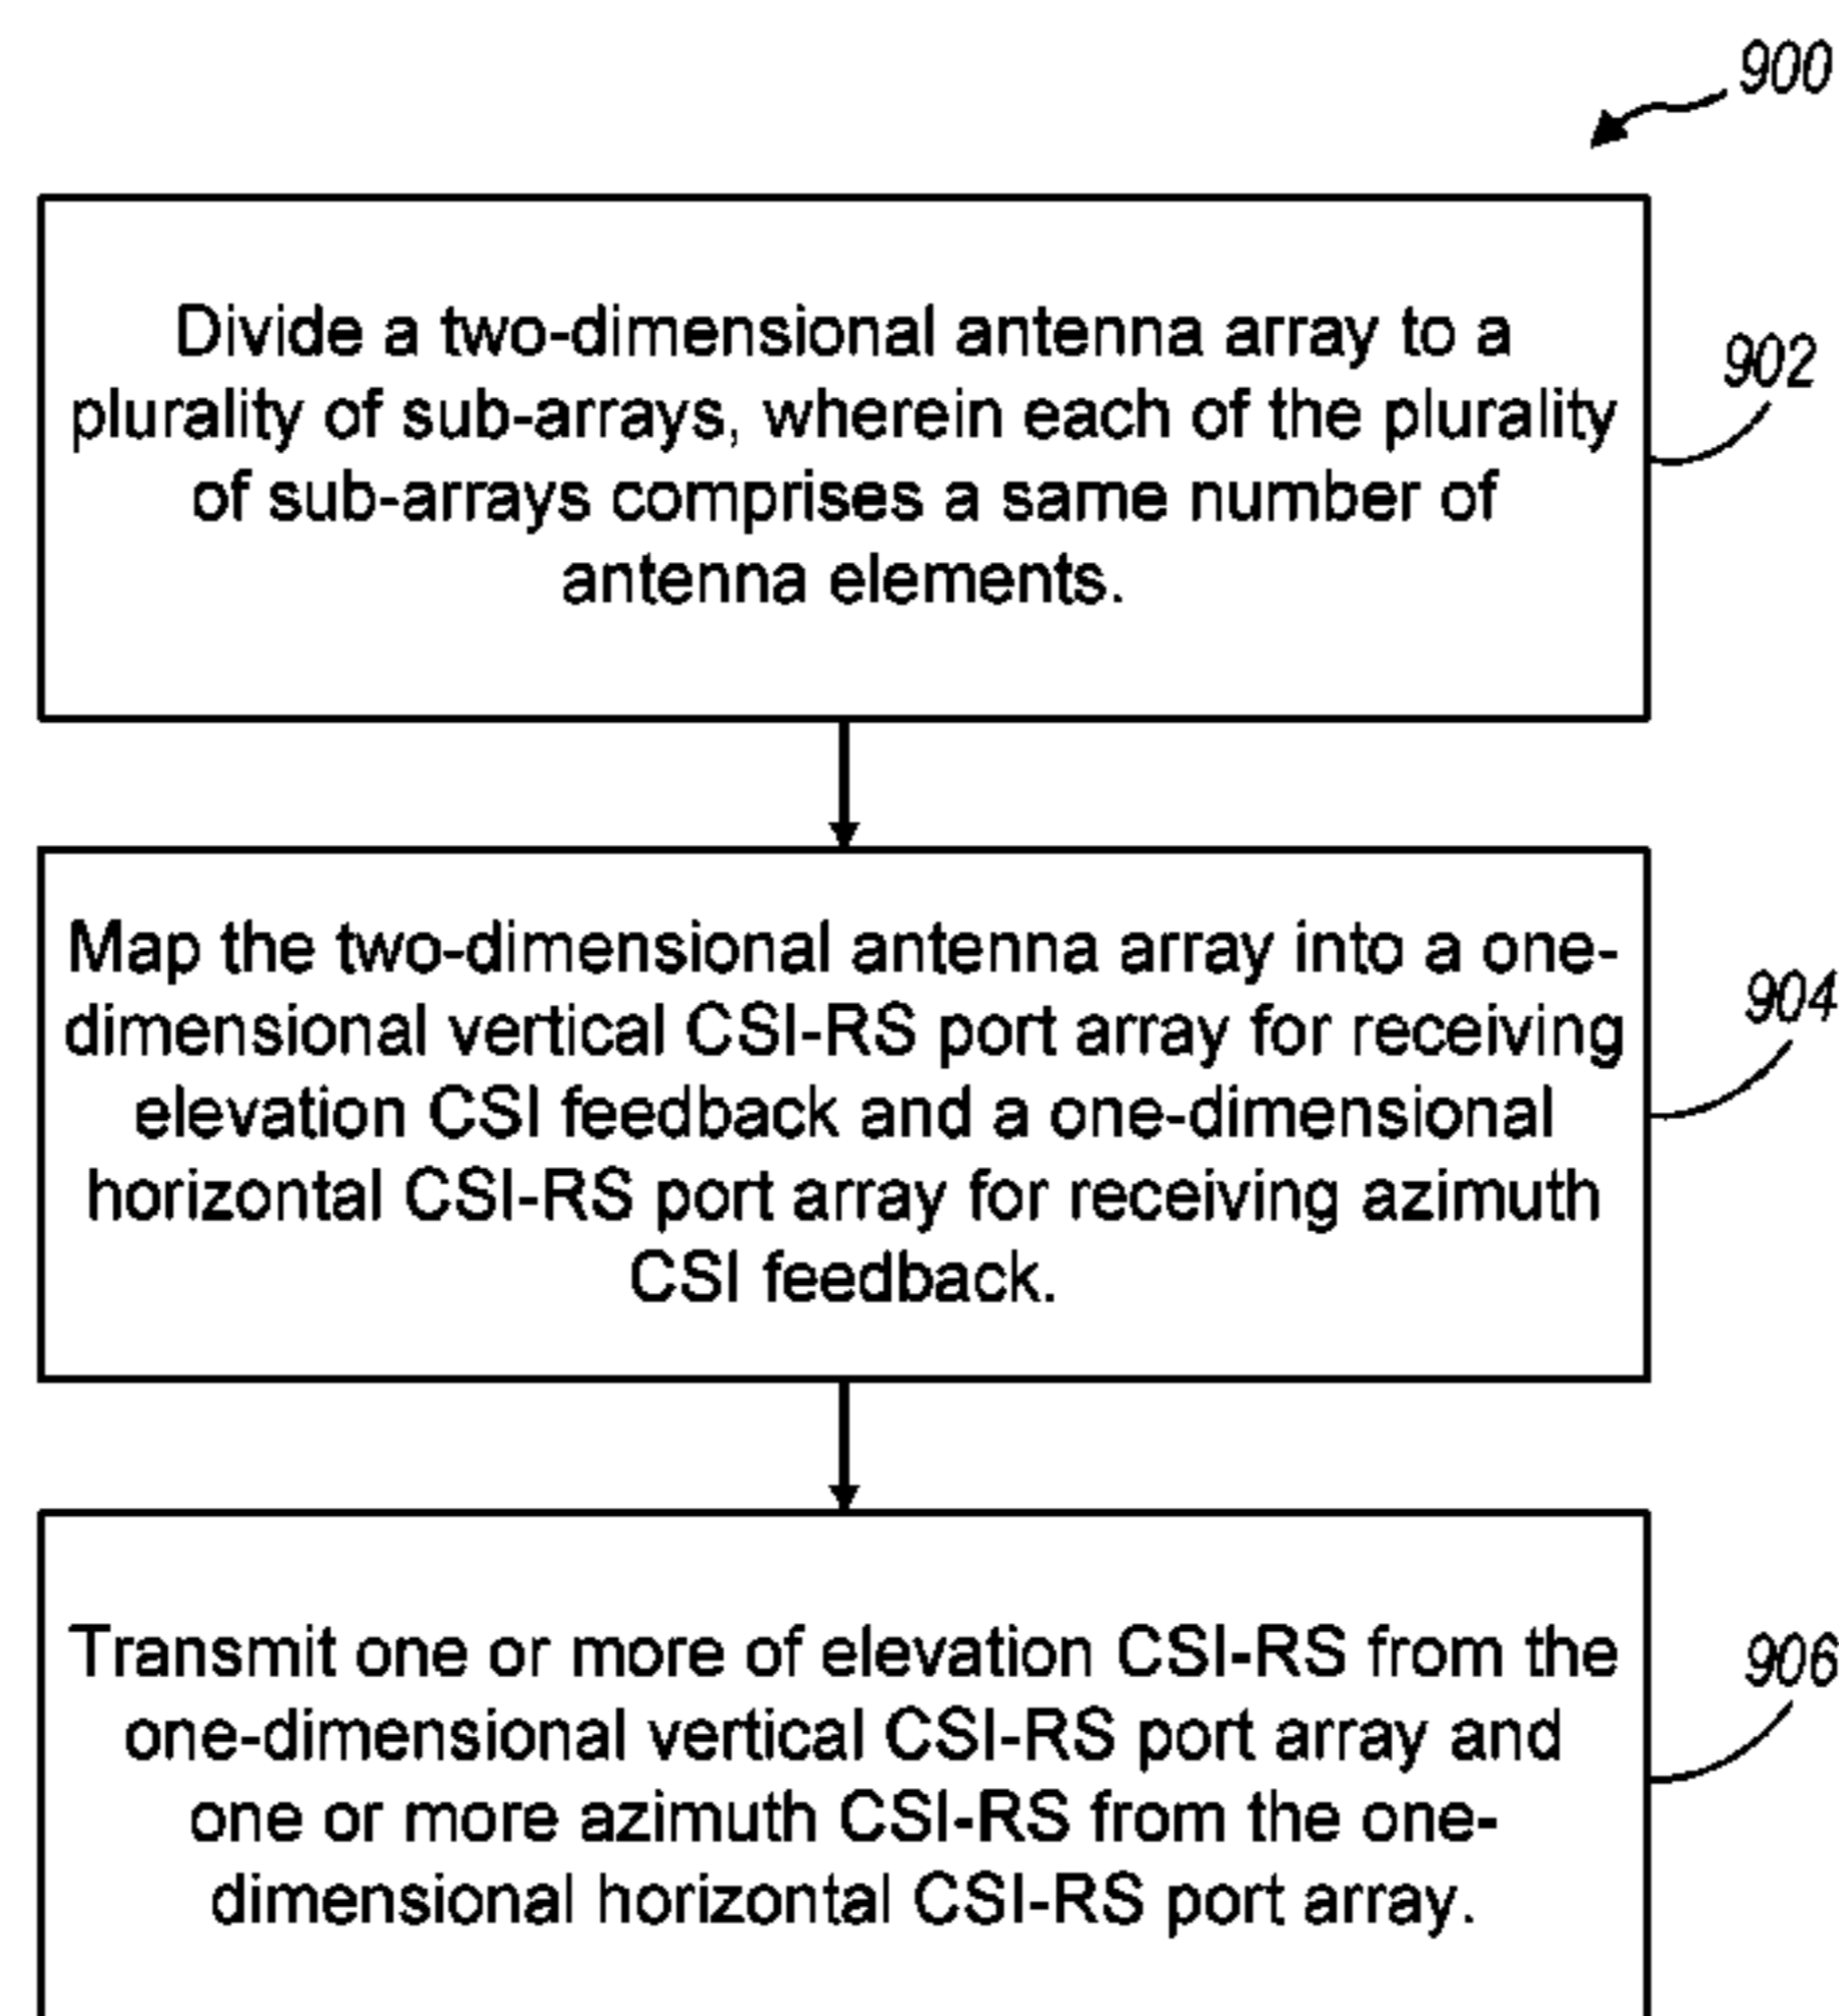 900
Divide a two-dimensional antenna array to a
plurality of sub-arrays, wherein each of the plurality
of sub-arrays comprises a same number of
antenna elements.
902
Map the two-dimensional antenna array into a one-
dimensional vertical CSI-RS port array for receiving
elevation CSI feedback and a one-dimensional
horizontal CSI-RS port array for receiving azimuth
CSI feedback.
904
Transmit one or more of elevation CSI-RS from the
one-dimensional vertical CSI-RS port array and
one or more azimuth CSI-RS from the one-
dimensional horizontal CSI-RS port array.
906